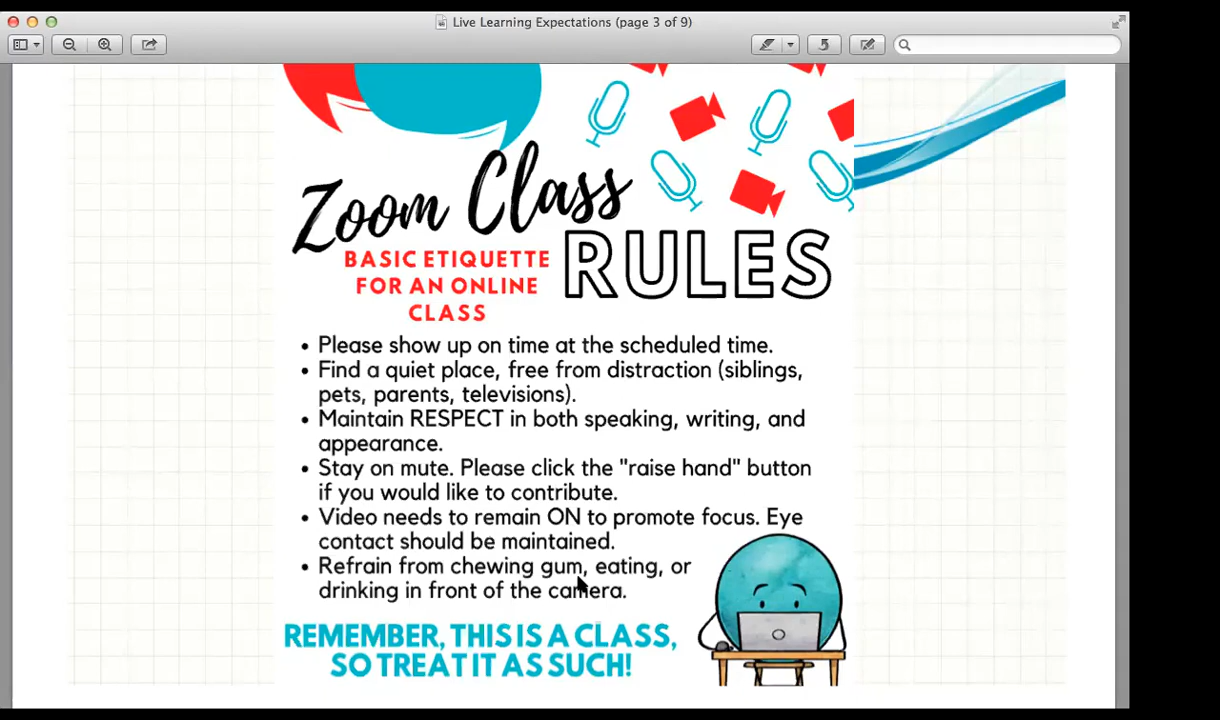 Live Learning Expectations (page 3 of 9)
Zoom Class
RULES
BASIC ETIQUETTE
FOR AN ONLINE
CLASS
• Please show up on time at the scheduled time.
• Find a quiet place, free from distraction (siblings,
pets, parents, televisions).
• Maintain RESPECT in both speaking, writing, and
appearance.
• Stay on mute. Please click the "raise hand" button
if you would like to contribute.
• Video needs to remain ON to promote focus. Eye
contact should be maintained.
• Refrain from chewing gum, eating, or
drinking in front of the camera.
REMEMBER, THIS IS A CLASS,
SO TREAT IT AS SUCH!